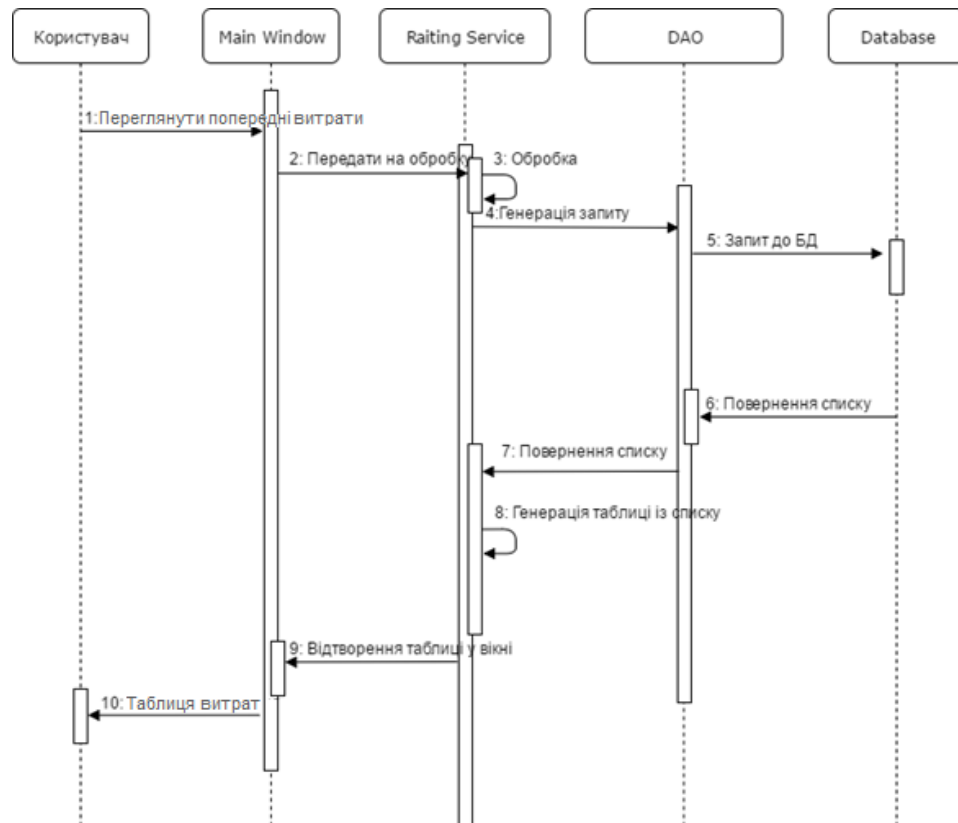 Користувач
Main Window
Raiting Service
DAO
Database
1:Переглянути попередні витрати
2: Передати на обробку
3: Обробка
4:Генерація запиту
5: Запит до БД
6: Повернення списку
7: Повернення списку
8: Генерація таблиці із списку
9: Відтворення таблиці у вікні
10: Таблиця витрат